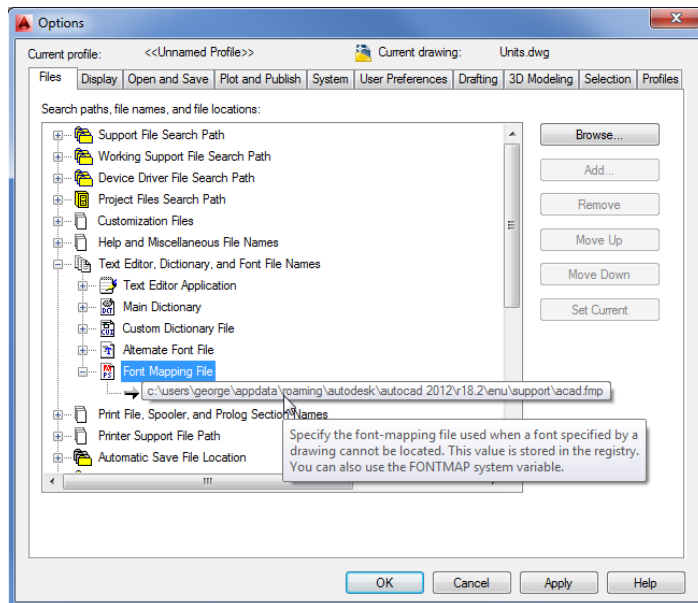 Options
Current profile: <<Unnamed Profile>> Current drawing: Units.dwg
Files Display Open and Save Plot and Publish System User Preferences Drafting 3D Modeling Selection Profiles
Search paths, file names, and file locations:
Support File Search Path
Working Support File Search Path
Device Driver File Search Path
Project Files Search Path
Customization Files
Help and Miscellaneous File Names
Text Editor, Dictionary, and Font File Names
Text Editor Application
Main Dictionary
Custom Dictionary File
Alternate Font File
Font Mapping File
c:\users\george\appdata\roaming\autodesk\autocad 2012\r18.2\enu\support\acad.fmp
Print File, Spooler, and Prolog Section Names
Printer Support File Path
Automatic Save File Location
Specify the font-mapping file used when a font specified by a
drawing cannot be located. This value is stored in the registry.
You can also use the FONTMAP system variable.
Browse...
Add...
Remove
Move Up
Move Down
Set Current
OK Cancel Apply Help